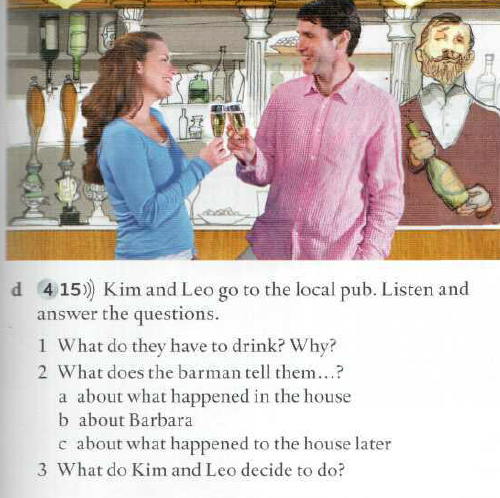 d 4 15)) Kim and Leo go to the local pub. Listen and
answer the questions.
1 What do they have to drink? Why?
2 What does the barman tell them...?
a about what happened in the house
b about Barbara
c about what happened to the house later
3 What do Kim and Leo decide to do?